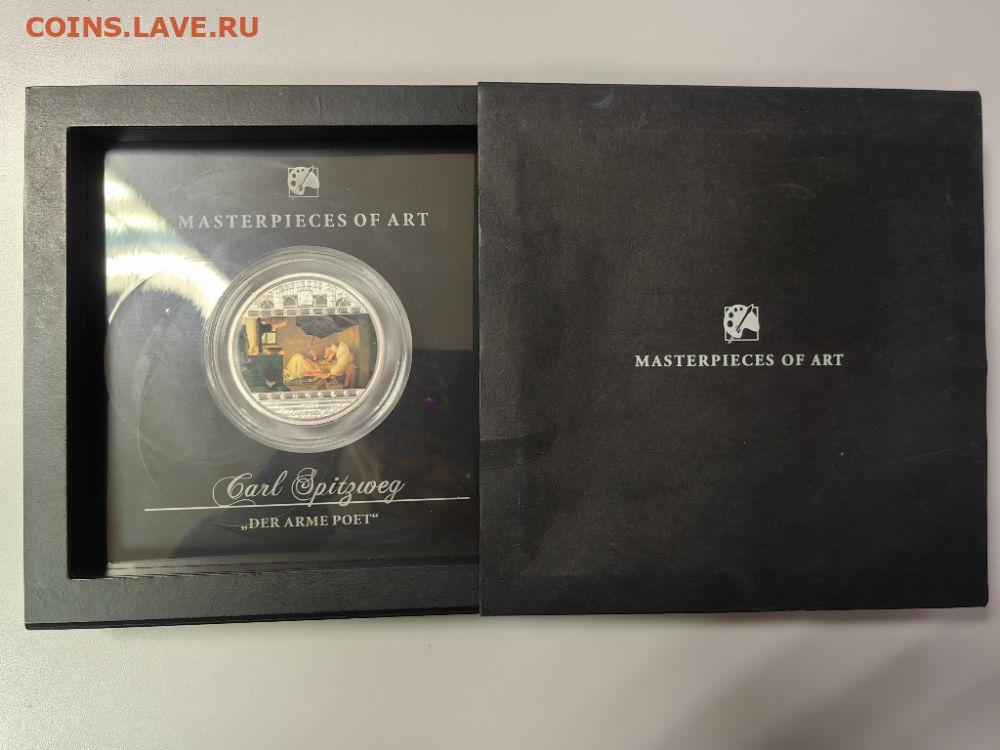 COINS.LAVE.RU
MASTERPIECES OF ART
Carl Spitzweg
„DER ARME POET“
MASTERPIECES OF ART